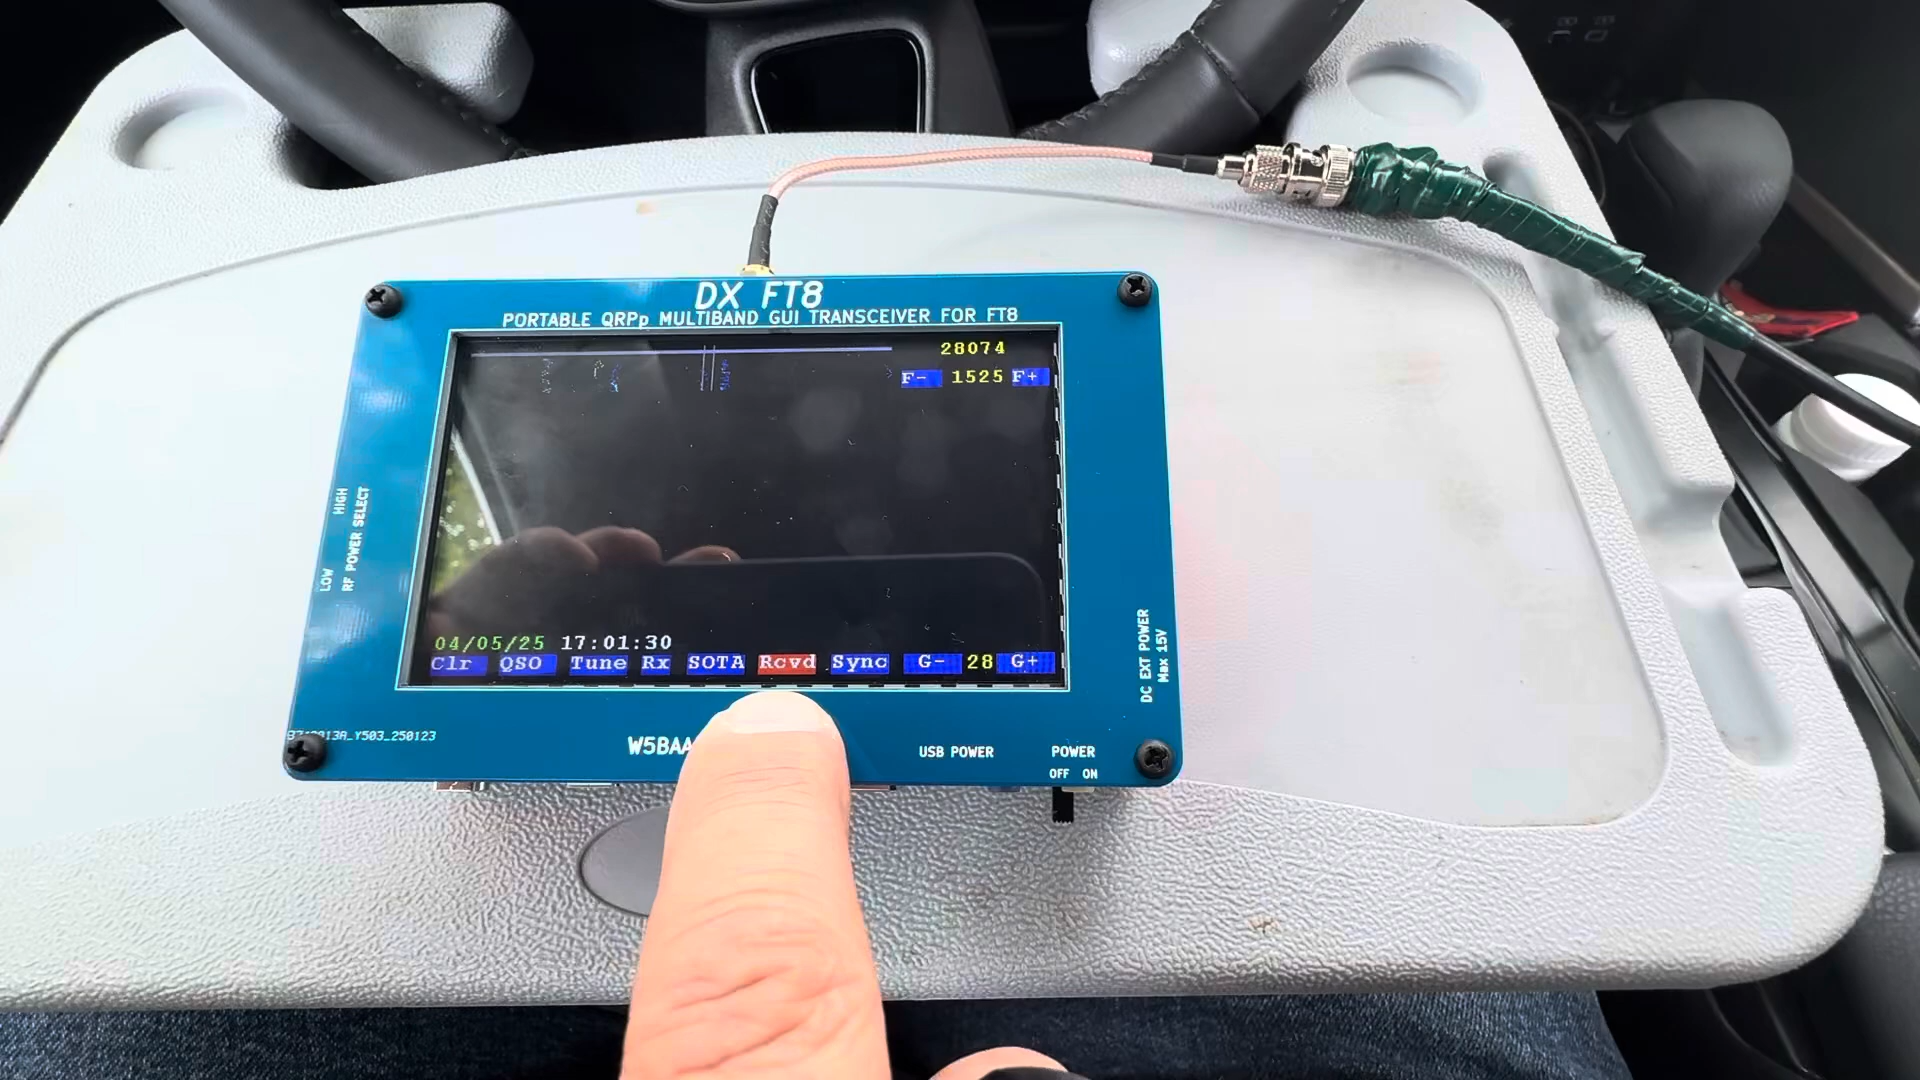 DX FT8
PORTABLE QRPp MULTIBAND GUI TRANSCEIVER FOR FT8
28074
F- 1525 F+
HIGH
LOW
RF POWER SELECT
04/05/25 17:01:30
Clr QSO Tune Rx SOTA Rcvd Sync G- 28 G+
DC EXT POWER
Max 15V
Y503_250123
W5BAA
USB POWER
POWER
OFF ON